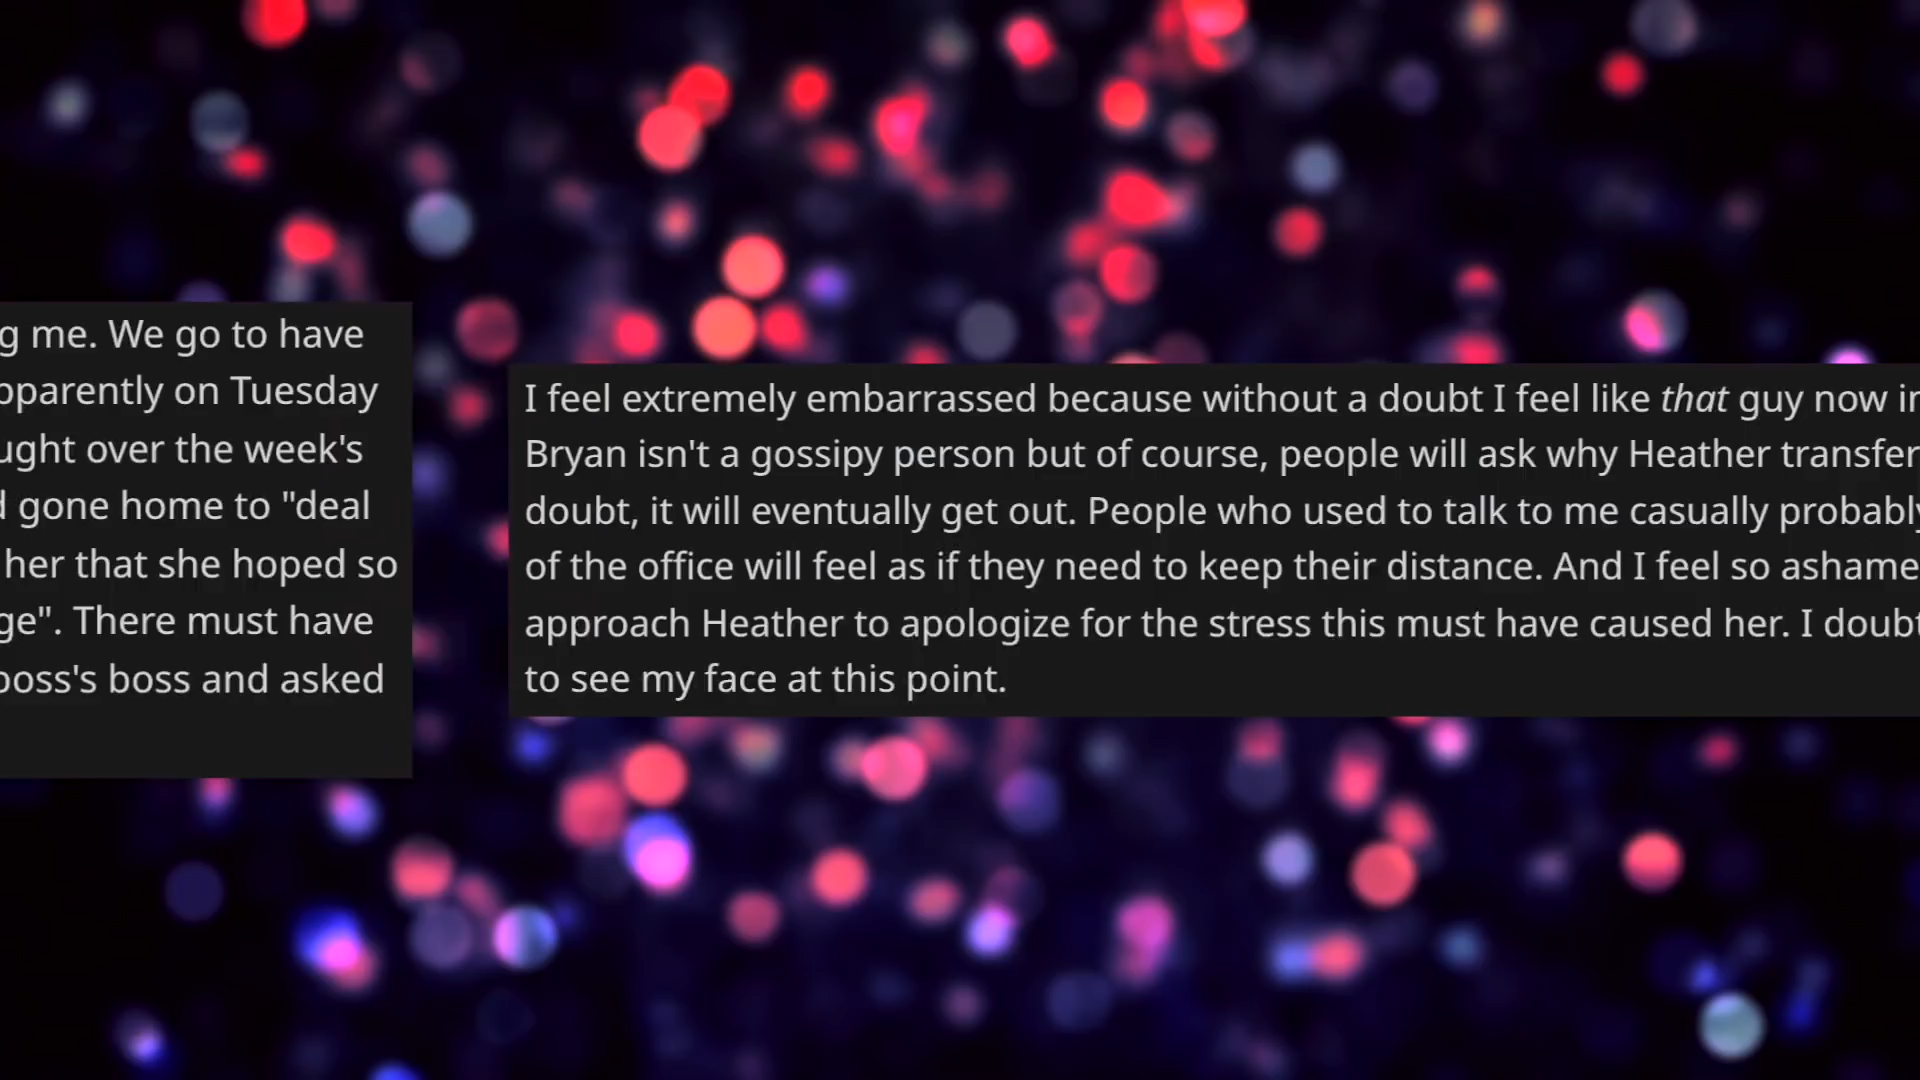 g me. We go to have
pparently on Tuesday
ught over the week's
d gone home to "deal
her that she hoped so
ge". There must have
boss's boss and asked
I feel extremely embarrassed because without a doubt I feel like that guy now in
Bryan isn't a gossipy person but of course, people will ask why Heather transfer
doubt, it will eventually get out. People who used to talk to me casually probably
of the office will feel as if they need to keep their distance. And I feel so ashame
approach Heather to apologize for the stress this must have caused her. I doubt
to see my face at this point.